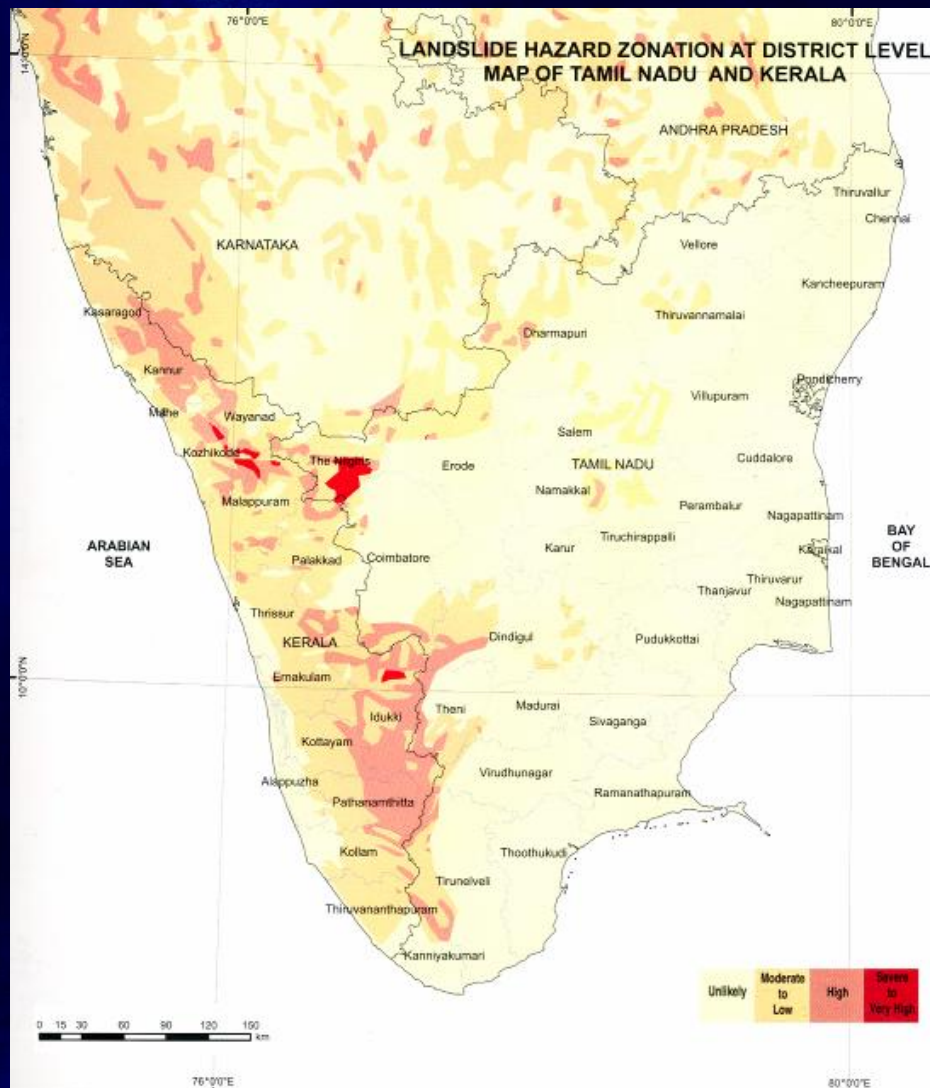 76°0'0"E
80°0'0"E
14°0'0"N
LANDSLIDE HAZARD ZONATION AT DISTRICT LEVEL
MAP OF TAMIL NADU AND KERALA
ANDHRA PRADESH
Thiruvallur
Chennai
KARNATAKA
Vellore
Kancheepuram
Kasaragod
Thiruvannamalai
Dharmapuri
Kannur
Pondicherry
Villupuram
Mahe
Wayanad
Salem
Kozhikode
The Nilgiris
Erode
TAMIL NADU
Cuddalore
Namakkal
Malappuram
Perambalur
Nagapattinam
ARABIAN
SEA
BAY
OF
BENGAL
Tiruchirappalli
Karur
Karaikal
Palakkad
Coimbatore
Thiruvarur
Thanjavur
Nagapattinam
Thrissur
KERALA
Dindigul
Pudukkottai
10°0'0"N
Ernakulam
Theni
Madurai
Idukki
Sivaganga
Kottayam
Virudhunagar
Alappuzha
Ramanathapuram
Pathanamthitta
Kollam
Thoothukudi
Tirunelveli
Thiruvananthapuram
Kanniyakumari
Unlikely
Moderate
to
Low
High
Severe
to
Very High
0 15 30 60 90 120 150
km
76°0'0"E
80°0'0"E